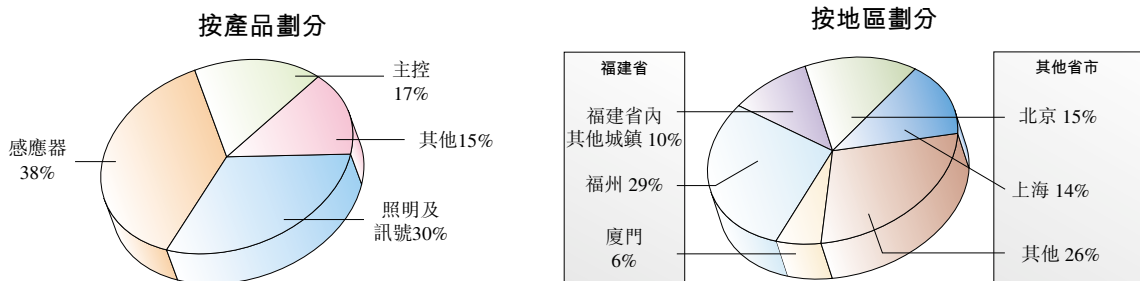 按產品劃分
主控
17%
其他15%
感應器
38%
照明及
訊號30%
按地區劃分
福建省
福建省內
其他城鎮 10%
福州 29%
廈門
6%
其他省市
北京 15%
上海 14%
其他 26%